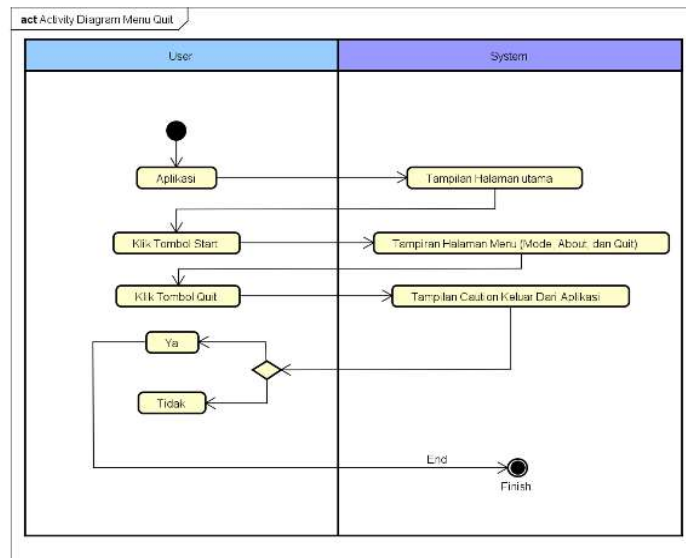 act Activity Diagram Menu Quit
User
System
Aplikasi
Tampilan Halaman utama
Klik Tombol Start
Tampiran Halaman Menu (Mode, About, dan Quit)
Klik Tombol Quit
Tampilan Caution Keluar Dari Aplikasi
Ya
Tidak
End
Finish